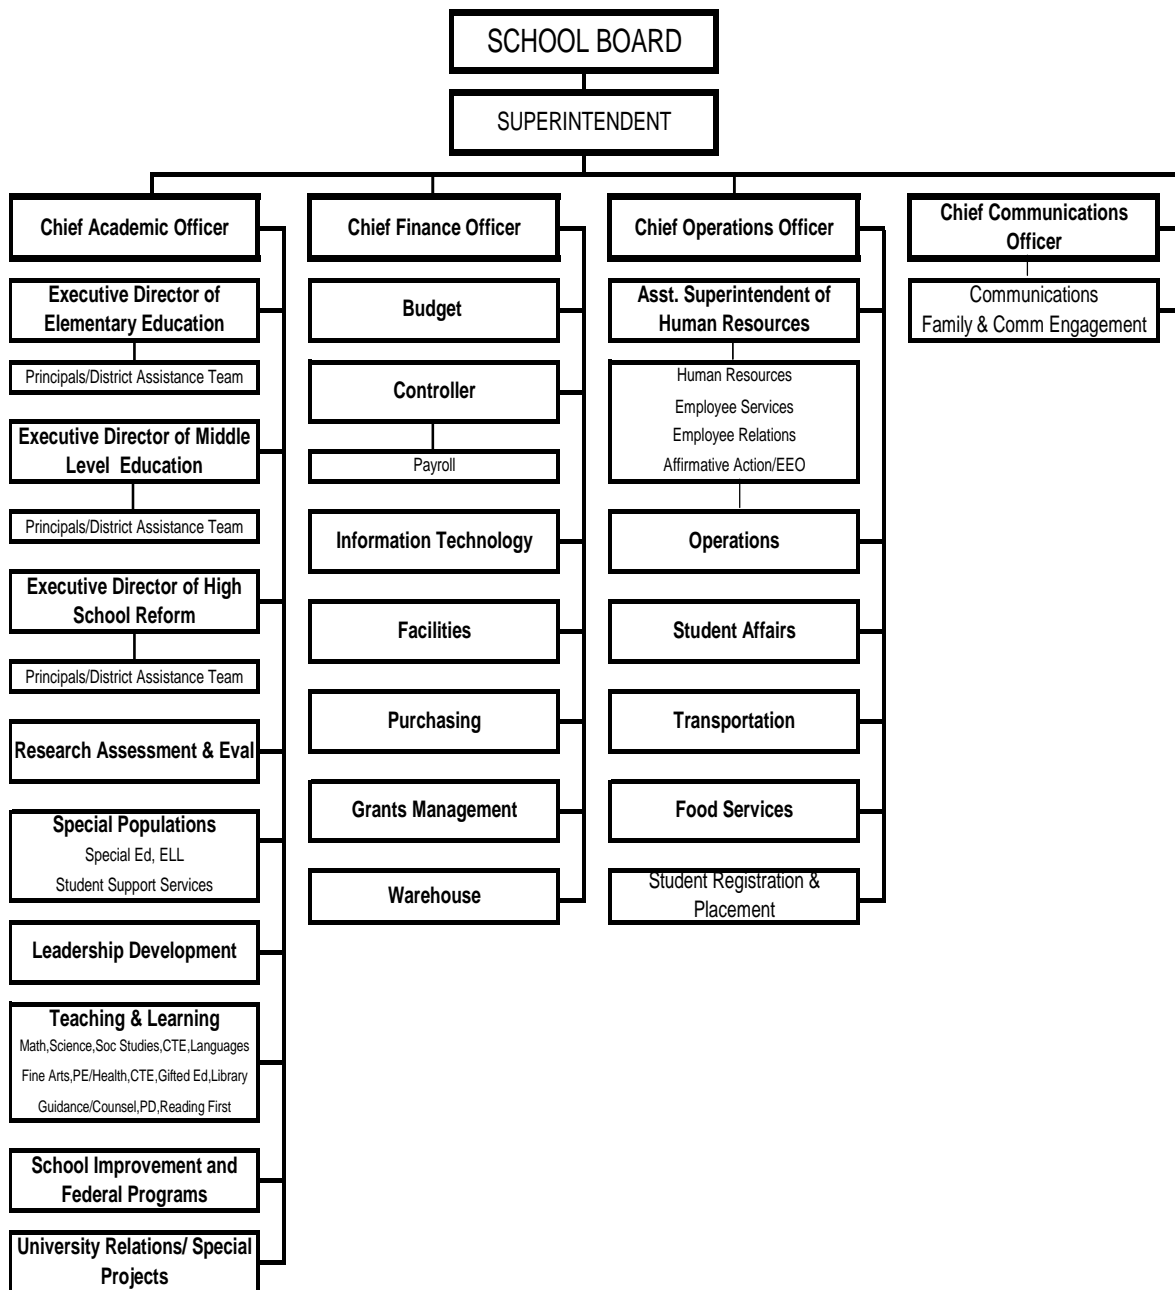 SCHOOL BOARD
SUPERINTENDENT
Chief Academic Officer
Executive Director of
Elementary Education
Principals/District Assistance Team
Executive Director of Middle
Level Education
Principals/District Assistance Team
Executive Director of High
School Reform
Principals/District Assistance Team
Research Assessment & Eval
Special Populations
Special Ed, ELL
Student Support Services
Leadership Development
Teaching & Learning
Math,Science,Soc Studies,CTE,Languages
Fine Arts,PE/Health,CTE,Gifted Ed,Library
Guidance/Counsel,PD,Reading First
School Improvement and
Federal Programs
University Relations/ Special
Projects
Chief Finance Officer
Budget
Controller
Payroll
Information Technology
Facilities
Purchasing
Grants Management
Warehouse
Chief Operations Officer
Asst. Superintendent of
Human Resources
Human Resources
Employee Services
Employee Relations
Affirmative Action/EEO
Operations
Student Affairs
Transportation
Food Services
Student Registration &
Placement
Chief Communications
Officer
Communications
Family & Comm Engagement